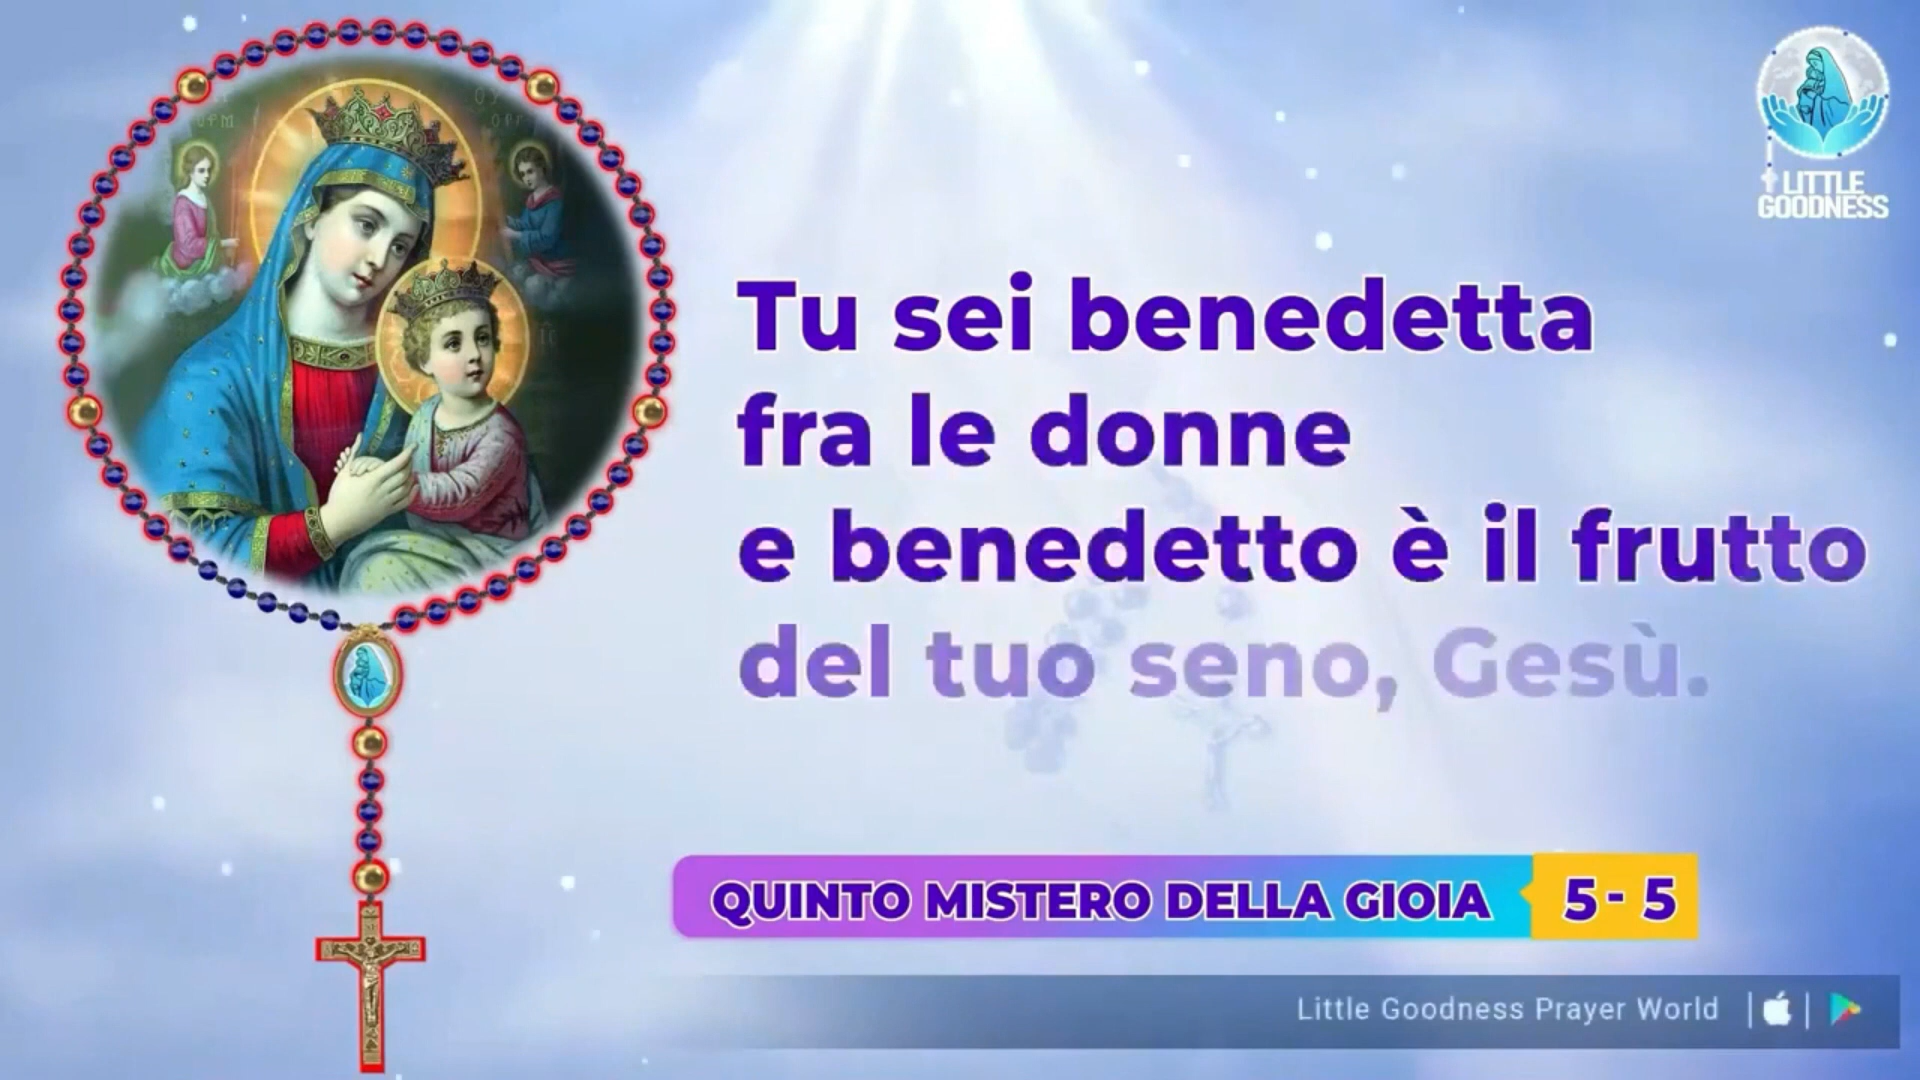 LITTLE
GOODNESS
Tu sei benedetta
fra le donne
e benedetto è il frutto
del tuo seno, Gesù.
QUINTO MISTERO DELLA GIOIA 5 - 5
Little Goodness Prayer World